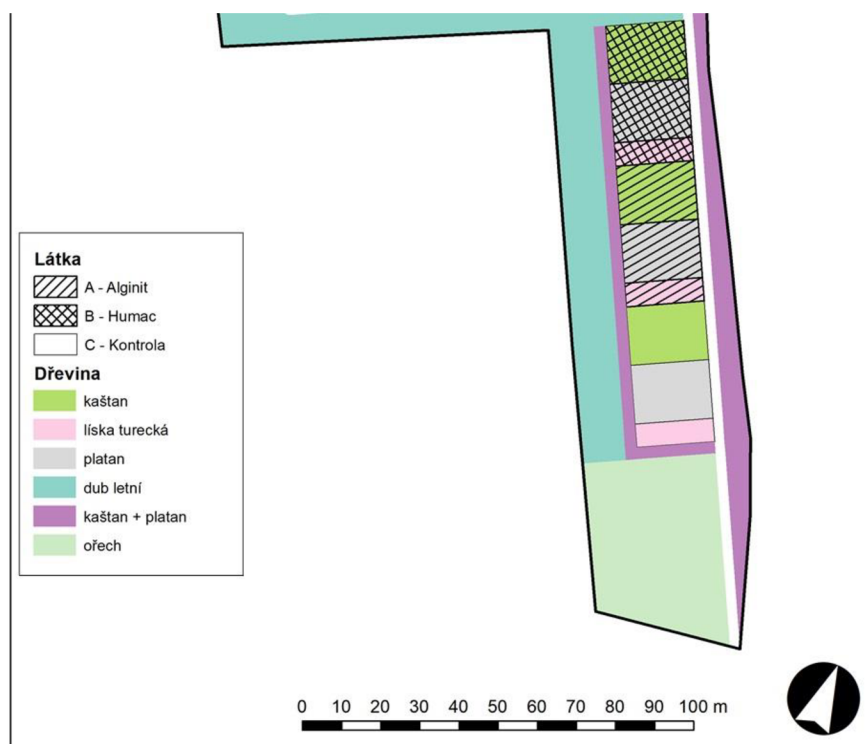 Látka
A - Alginit
B - Humac
C - Kontrola
Dřevina
kaštan
líska turecká
platan
dub letní
kaštan + platan
ořech
0 10 20 30 40 50 60 70 80 90 100 m